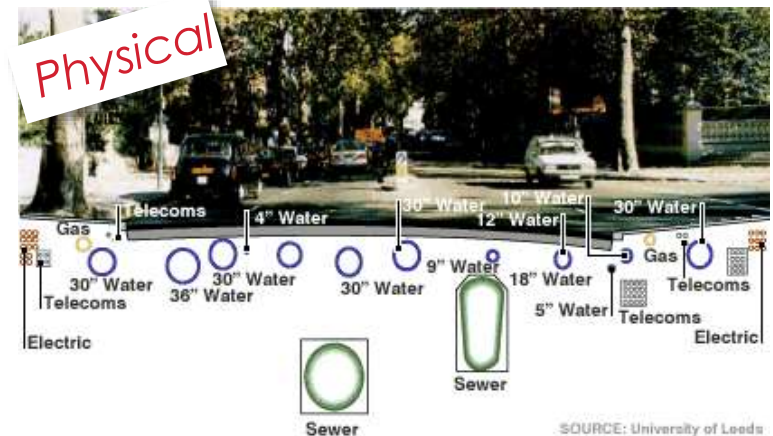 Physical
Telecoms
4” Water
30” Water
10” Water
12” Water
30” Water
Gas
30” Water
36” Water
30” Water
30” Water
9” Water
18” Water
5” Water
Gas
Telecoms
Telecoms
Telecoms
Electric
Electric
Sewer
Sewer
SOURCE: University of Leeds